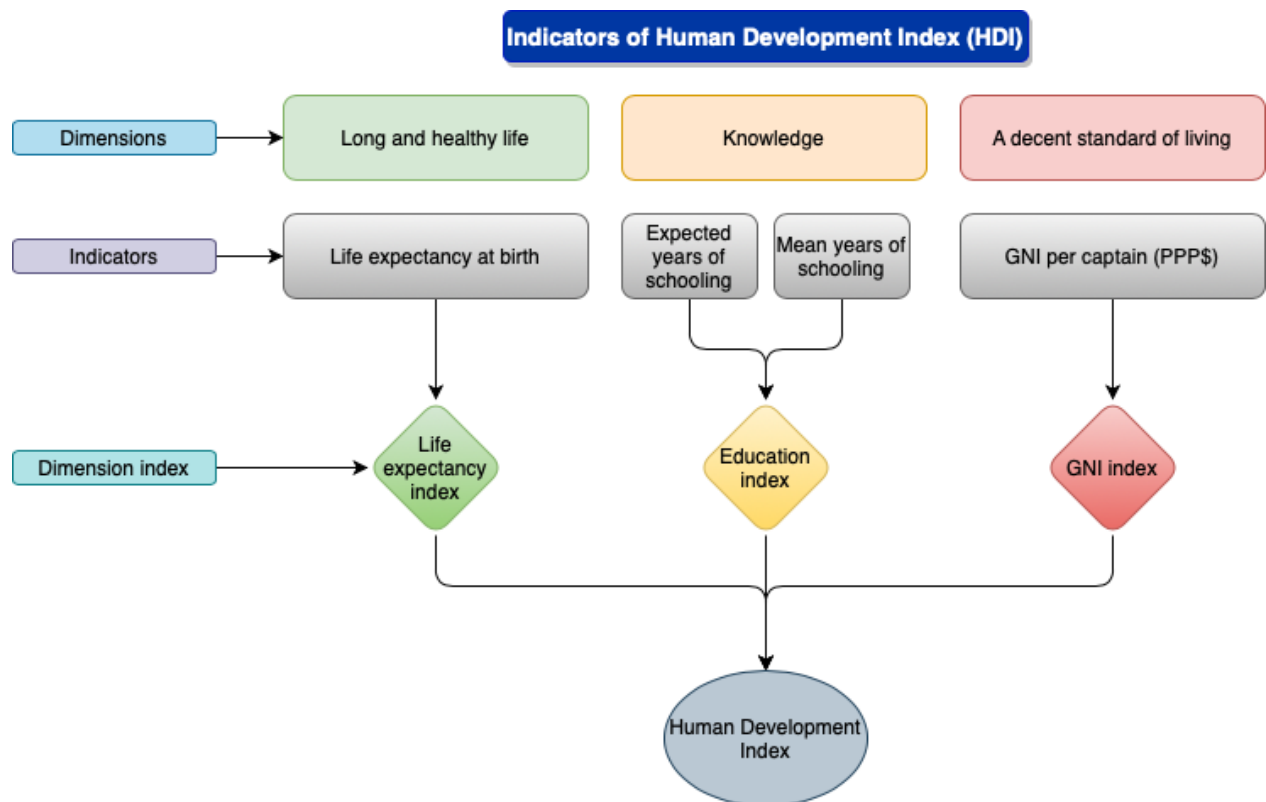 Indicators of Human Development Index (HDI)
Dimensions
Long and healthy life
Knowledge
A decent standard of living
Indicators
Life expectancy at birth
Expected
years of
schooling
Mean years of
schooling
GNI per captain (PPP$)
Dimension index
Life
expectancy
index
Education
index
GNI index
Human Development
Index